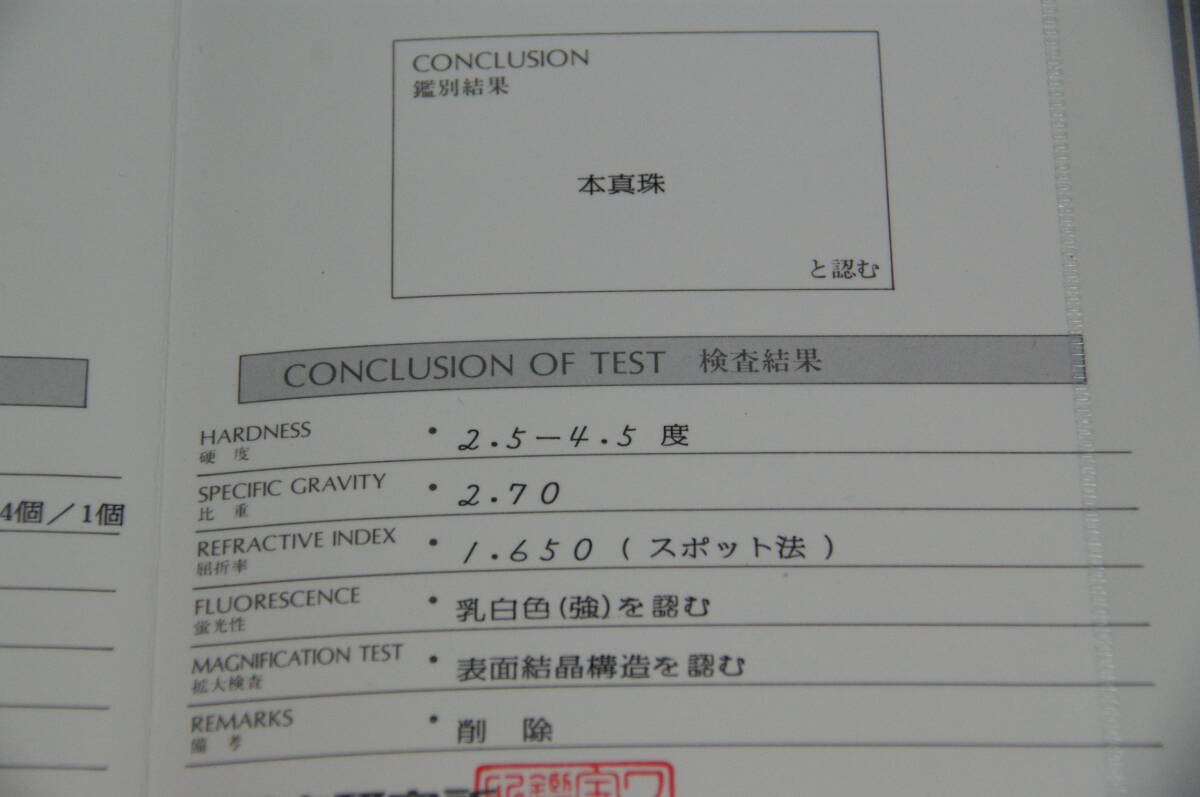 CONCLUSION
鑑別結果
本真珠
と認む
CONCLUSION OF TEST 検査結果
HARDNESS
硬 度
・2.5－4.5 度
SPECIFIC GRAVITY
比 重
・2.70
4個／1個
REFRACTIVE INDEX
屈折率
・1.650 (スポット法)
FLUORESCENCE
蛍光性
・乳白色(強)を認む
MAGNIFICATION TEST
拡大検査
・表面結晶構造を認む
REMARKS
備 考
・削 除